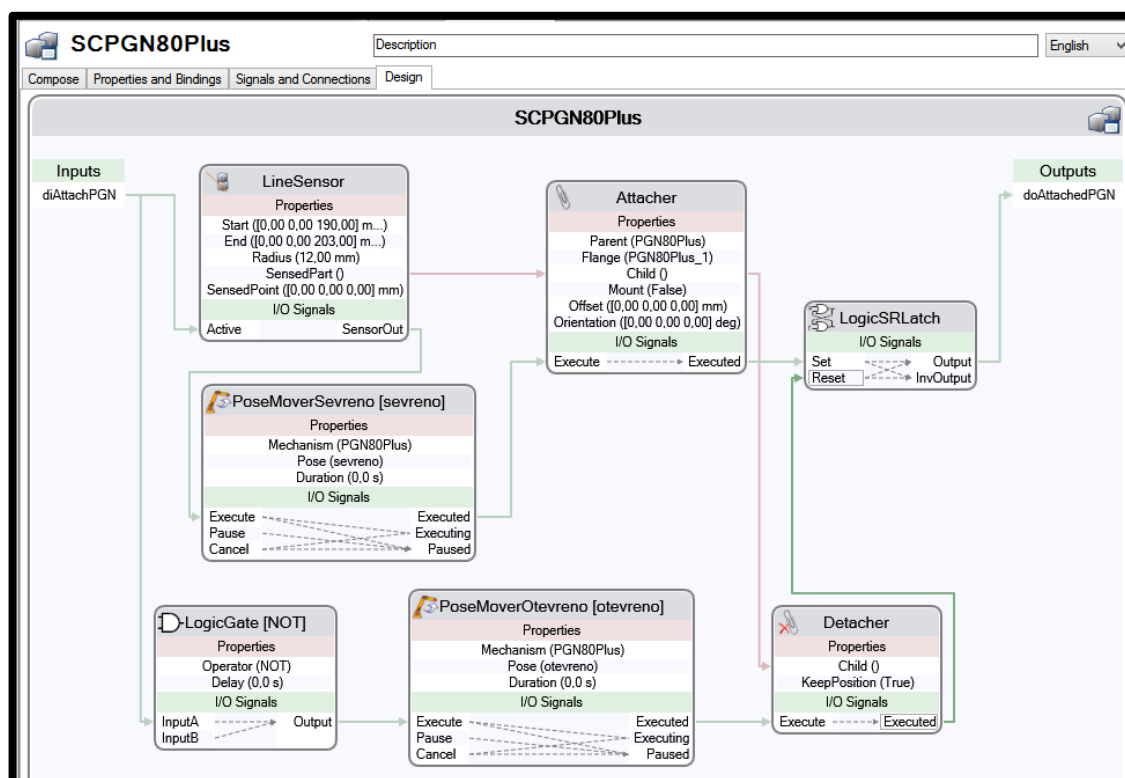 SCPGN80Plus
Description
English
Compose
Properties and Bindings
Signals and Connections
Design
SCPGN80Plus
Inputs
diAttachPGN
Outputs
doAttachedPGN
LineSensor
Properties
Start ([0,00 0,00 190,00] m...)
End ([0,00 0,00 203,00] m...)
Radius (12,00 mm)
SensedPart ()
SensedPoint ([0,00 0,00 0,00] mm)
I/O Signals
Active SensorOut
Attacher
Properties
Parent (PGN80Plus)
Flange (PGN80Plus_1)
Child ()
Mount (False)
Offset ([0,00 0,00 0,00] mm)
Orientation ([0,00 0,00 0,00] deg)
I/O Signals
Execute Executed
LogicSRLatch
I/O Signals
Set Output
Reset InvOutput
PoseMoverSevreno [sevreno]
Properties
Mechanism (PGN80Plus)
Pose (sevreno)
Duration (0,0 s)
I/O Signals
Execute Executed
Pause Executing
Cancel Paused
LogicGate [NOT]
Properties
Operator (NOT)
Delay (0,0 s)
I/O Signals
InputA Output
InputB
PoseMoverOtevreno [otevreno]
Properties
Mechanism (PGN80Plus)
Pose (otevreno)
Duration (0,0 s)
I/O Signals
Execute Executed
Pause Executing
Cancel Paused
Detacher
Properties
Child ()
KeepPosition (True)
I/O Signals
Execute Executed